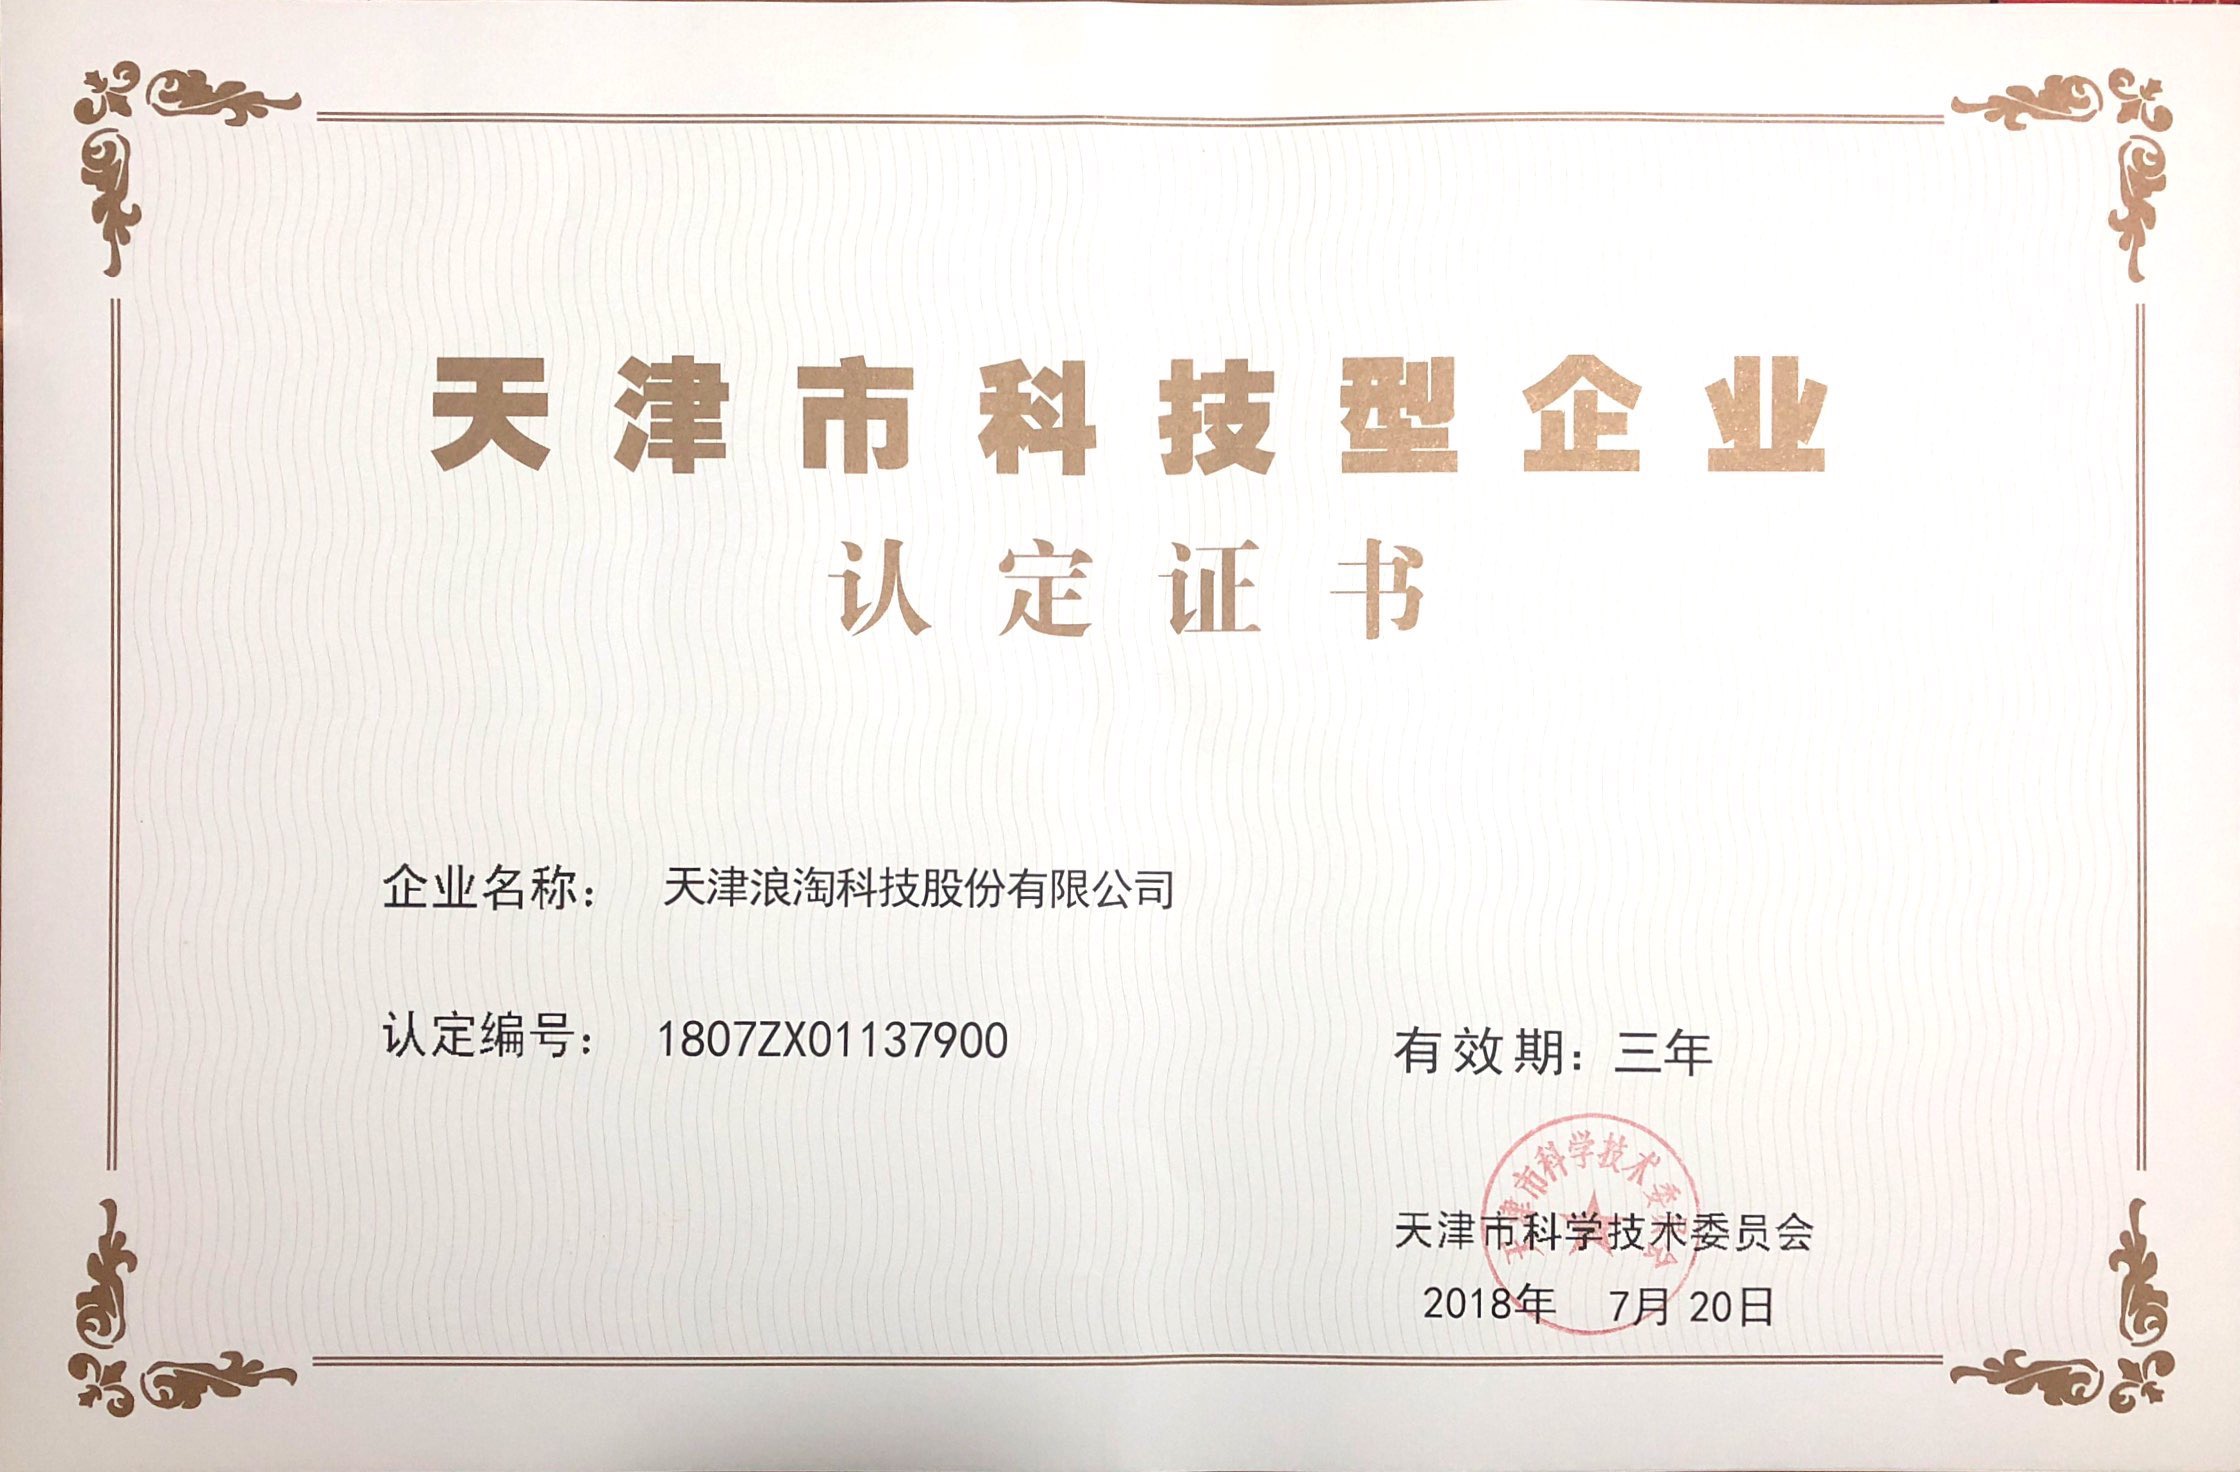 天津市科技型企业
认定证书
企业名称： 天津浪淘科技股份有限公司
认定编号： 1807ZX01137900
有效期：三年
天津市科学技术委员会
天津市科学技术委员会
2018年 7月 20日